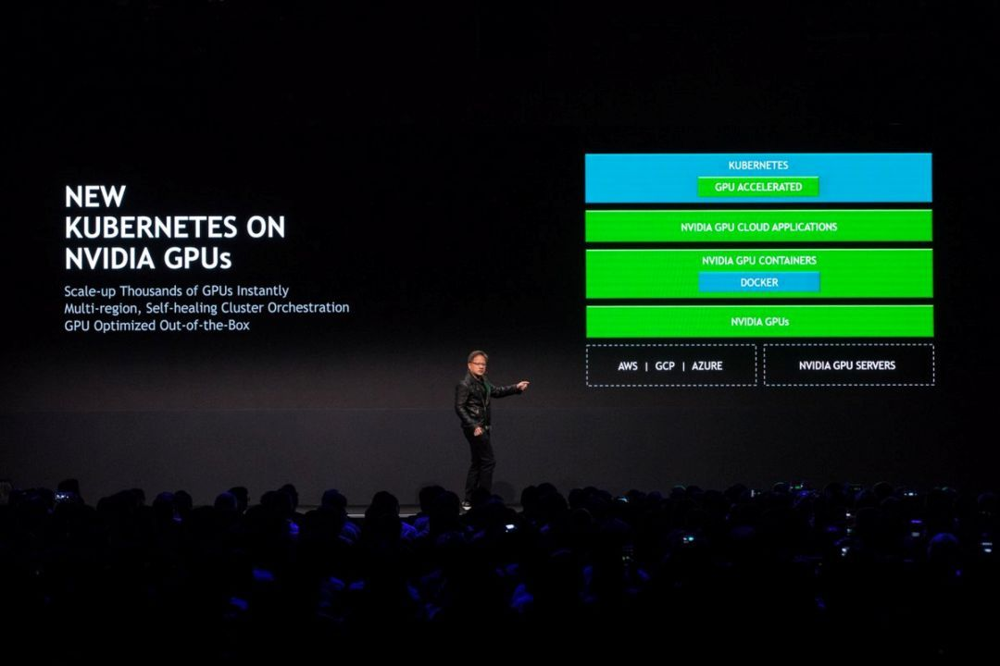 NEW
KUBERNETES ON
NVIDIA GPUs
Scale-up Thousands of GPUs Instantly
Multi-region, Self-healing Cluster Orchestration
GPU Optimized Out-of-the-Box
KUBERNETES
GPU ACCELERATED
NVIDIA GPU CLOUD APPLICATIONS
NVIDIA GPU CONTAINERS
DOCKER
NVIDIA GPUs
AWS | GCP | AZURE
NVIDIA GPU SERVERS